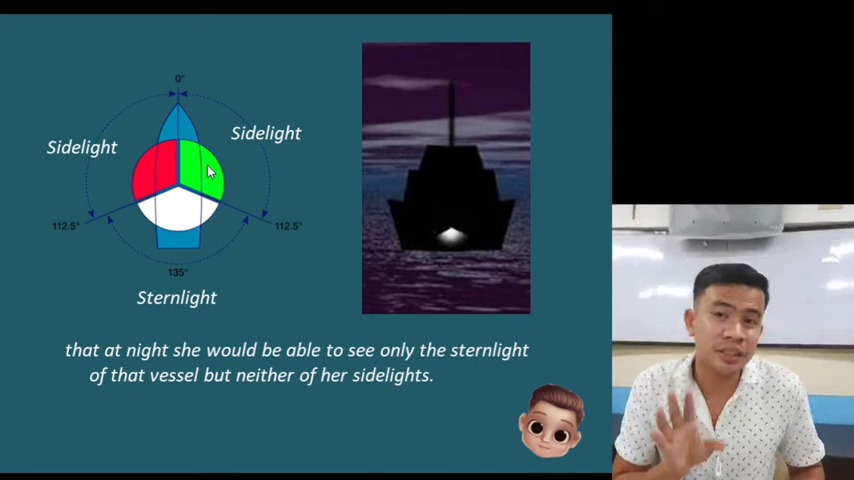 0°
Sidelight
Sidelight
112.5°
112.5°
135°
Sternlight
that at night she would be able to see only the sternlight
of that vessel but neither of her sidelights.